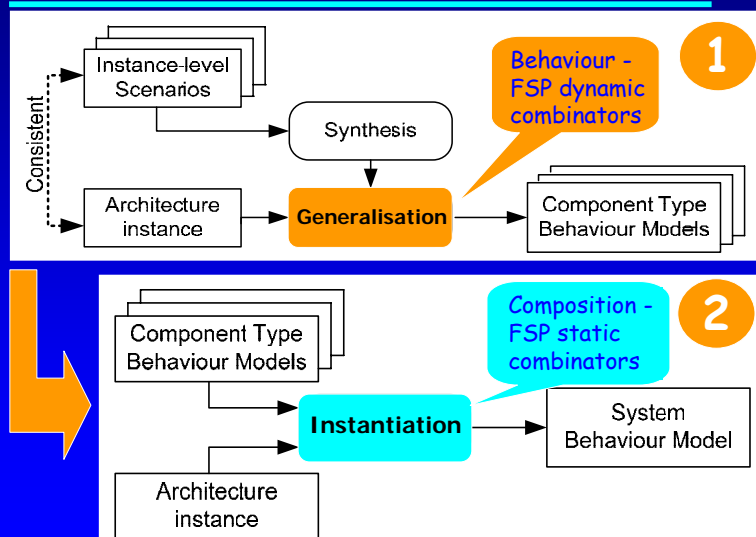 Instance-level
Scenarios
Consistent
Synthesis
Behaviour -
FSP dynamic
combinators
1
Architecture
instance
Generalisation
Component Type
Behaviour Models
Component Type
Behaviour Models
Composition -
FSP static
combinators
2
Instantiation
System
Behaviour Model
Architecture
instance